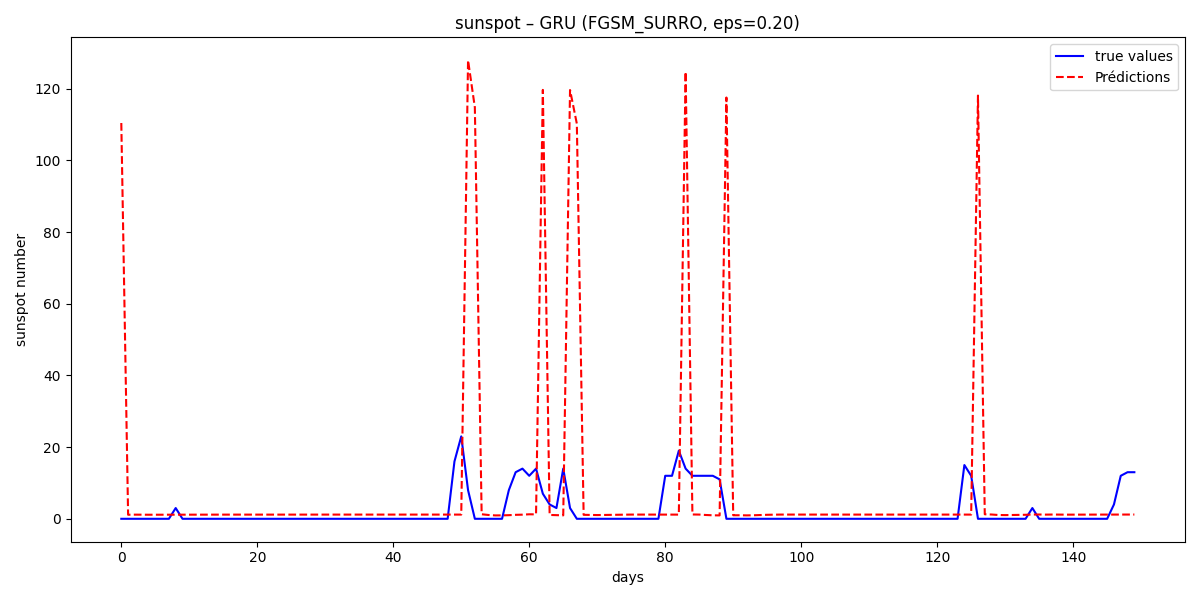 sunspot – GRU (FGSM_SURRO, eps=0.20)
true values
Prédictions
sunspot number
120
100
80
60
40
20
0
0 20 40 60 80 100 120 140
days